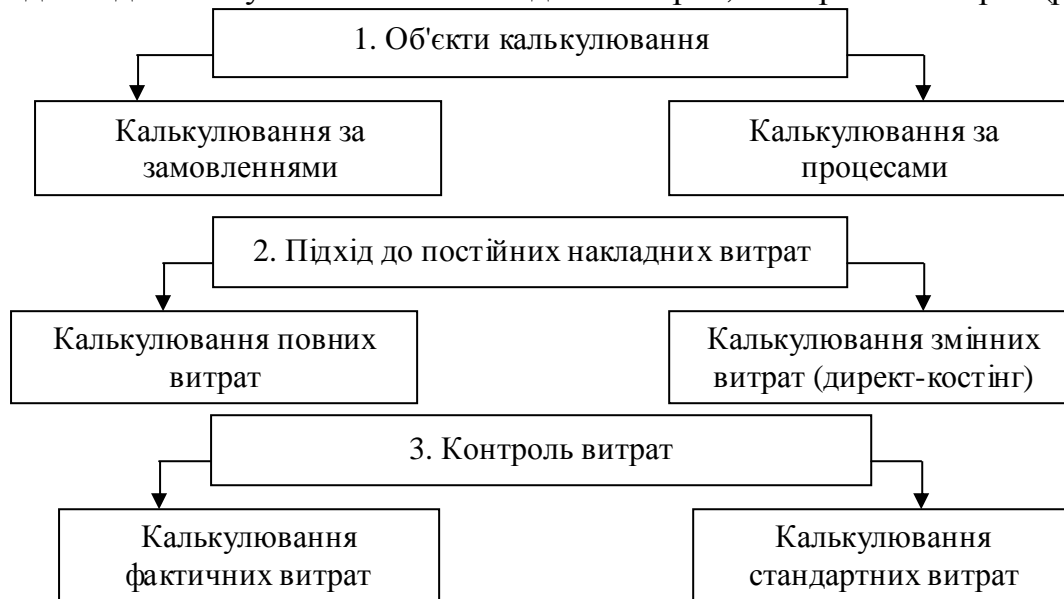 1. Об'єкти калькулювання
Калькулювання за
замовленнями
Калькулювання за
процесами
2. Підхід до постійних накладних витрат
Калькулювання повних
витрат
Калькулювання змінних
витрат (директ-костінг)
3. Контроль витрат
Калькулювання
фактичних витрат
Калькулювання
стандартних витрат